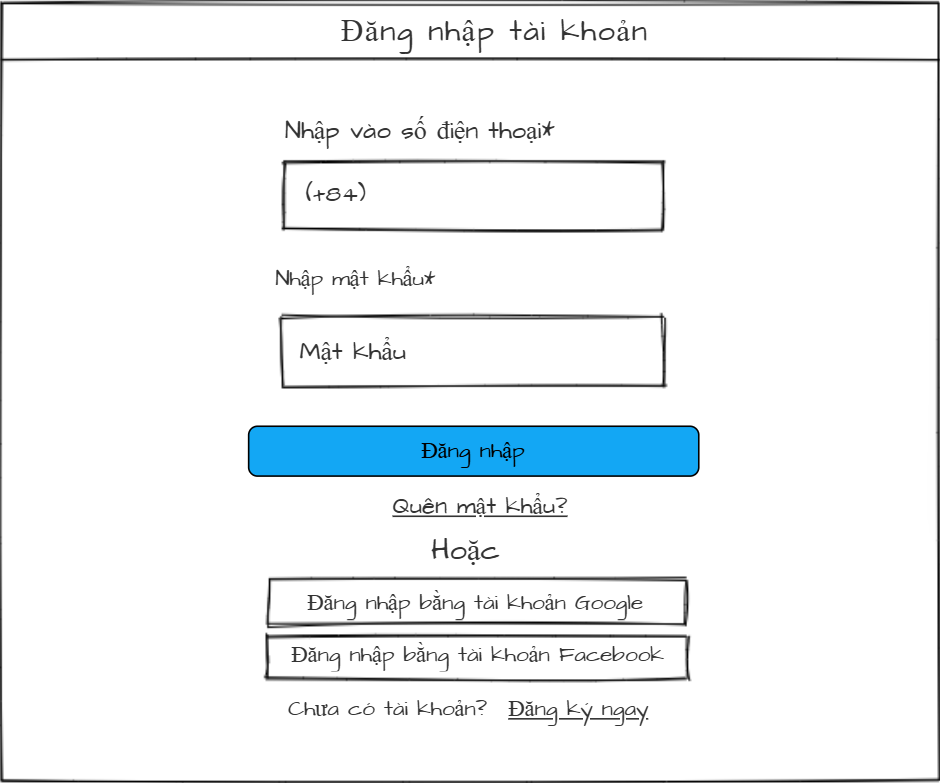 Đăng nhập tài khoản
Nhập vào số điện thoại*
(+84)
Nhập mật khẩu*
Mật khẩu
Đăng nhập
Quên mật khẩu?
Hoặc
Đăng nhập bằng tài khoản Google
Đăng nhập bằng tài khoản Facebook
Chưa có tài khoản? Đăng ký ngay